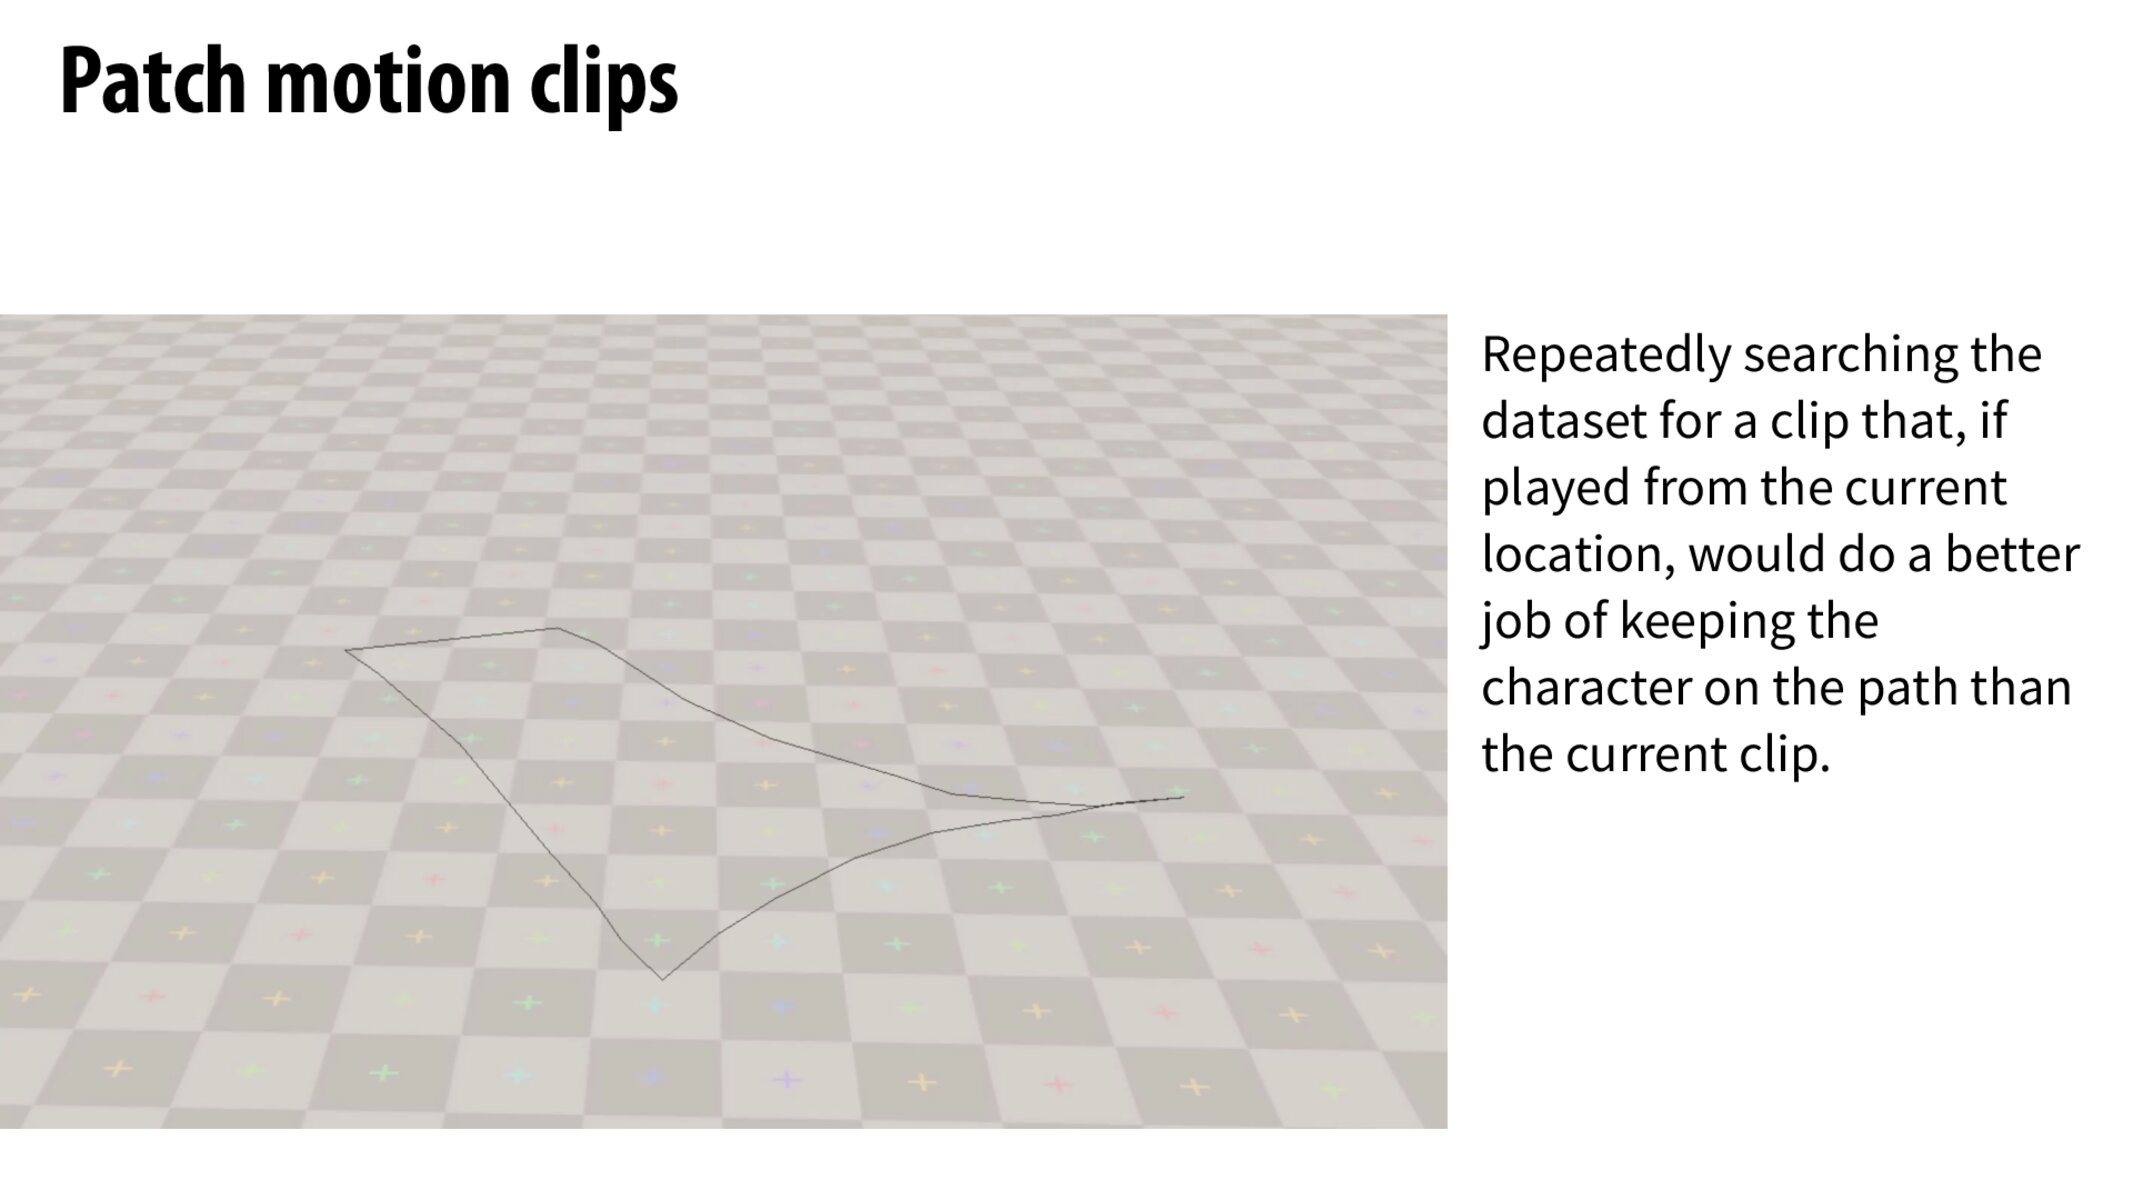 Patch motion clips
Repeatedly searching the
dataset for a clip that, if
played from the current
location, would do a better
job of keeping the
character on the path than
the current clip.